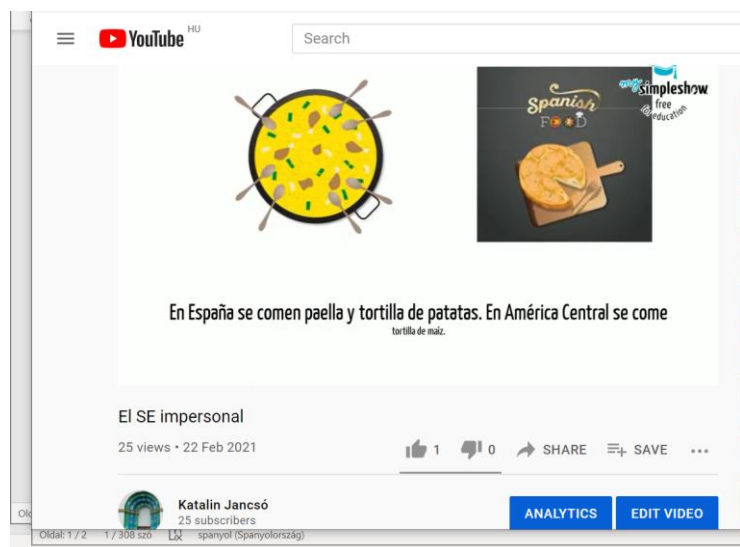 YouTube HU
Search
Spanish
FOOD
mysimpleshow
free
for education
En España se comen paella y tortilla de patatas. En América Central se come
tortilla de maíz.
El SE impersonal
25 views • 22 Feb 2021
1 0 SHARE SAVE
Katalin Jancsó
25 subscribers
ANALYTICS EDIT VIDEO
Oldal: 1 / 2 1 / 308 szó spanyol (Spanyolország)